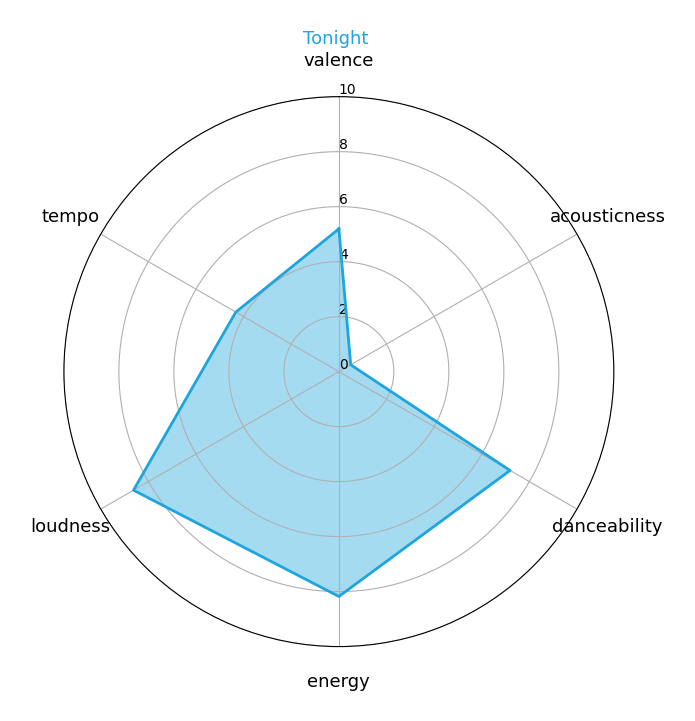 Tonight
valence
10
8
tempo
acousticness
6
4
2
0
loudness
danceability
energy